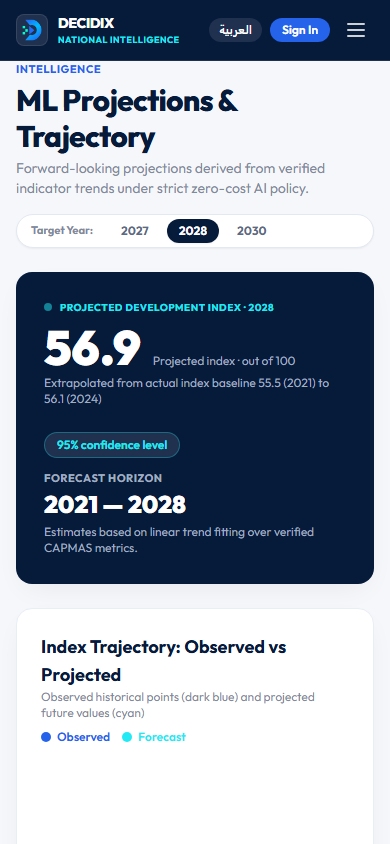 DECIDIX
NATIONAL INTELLIGENCE
العربية
Sign In
INTELLIGENCE
ML Projections &
Trajectory
Forward-looking projections derived from verified
indicator trends under strict zero-cost AI policy.
Target Year:
2027
2028
2030
PROJECTED DEVELOPMENT INDEX · 2028
56.9
Projected index · out of 100
Extrapolated from actual index baseline 55.5 (2021) to
56.1 (2024)
95% confidence level
FORECAST HORIZON
2021 — 2028
Estimates based on linear trend fitting over verified
CAPMAS metrics.
Index Trajectory: Observed vs
Projected
Observed historical points (dark blue) and projected
future values (cyan)
Observed
Forecast